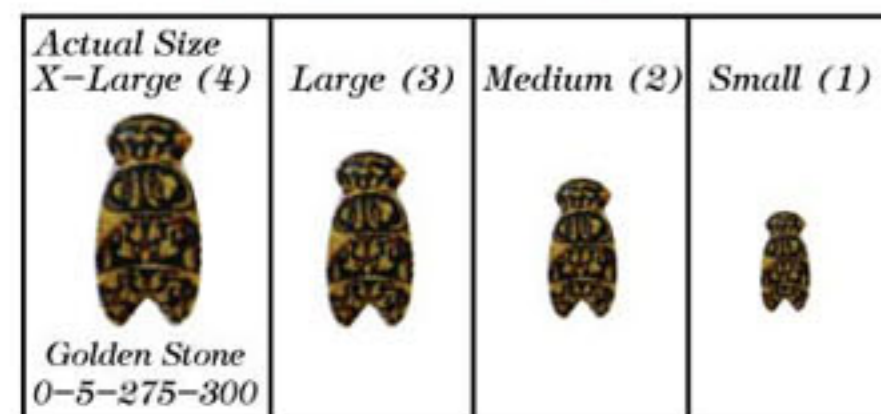 Actual Size
X-Large (4)
Large (3)
Medium (2)
Small (1)
Golden Stone
0-5-275-300